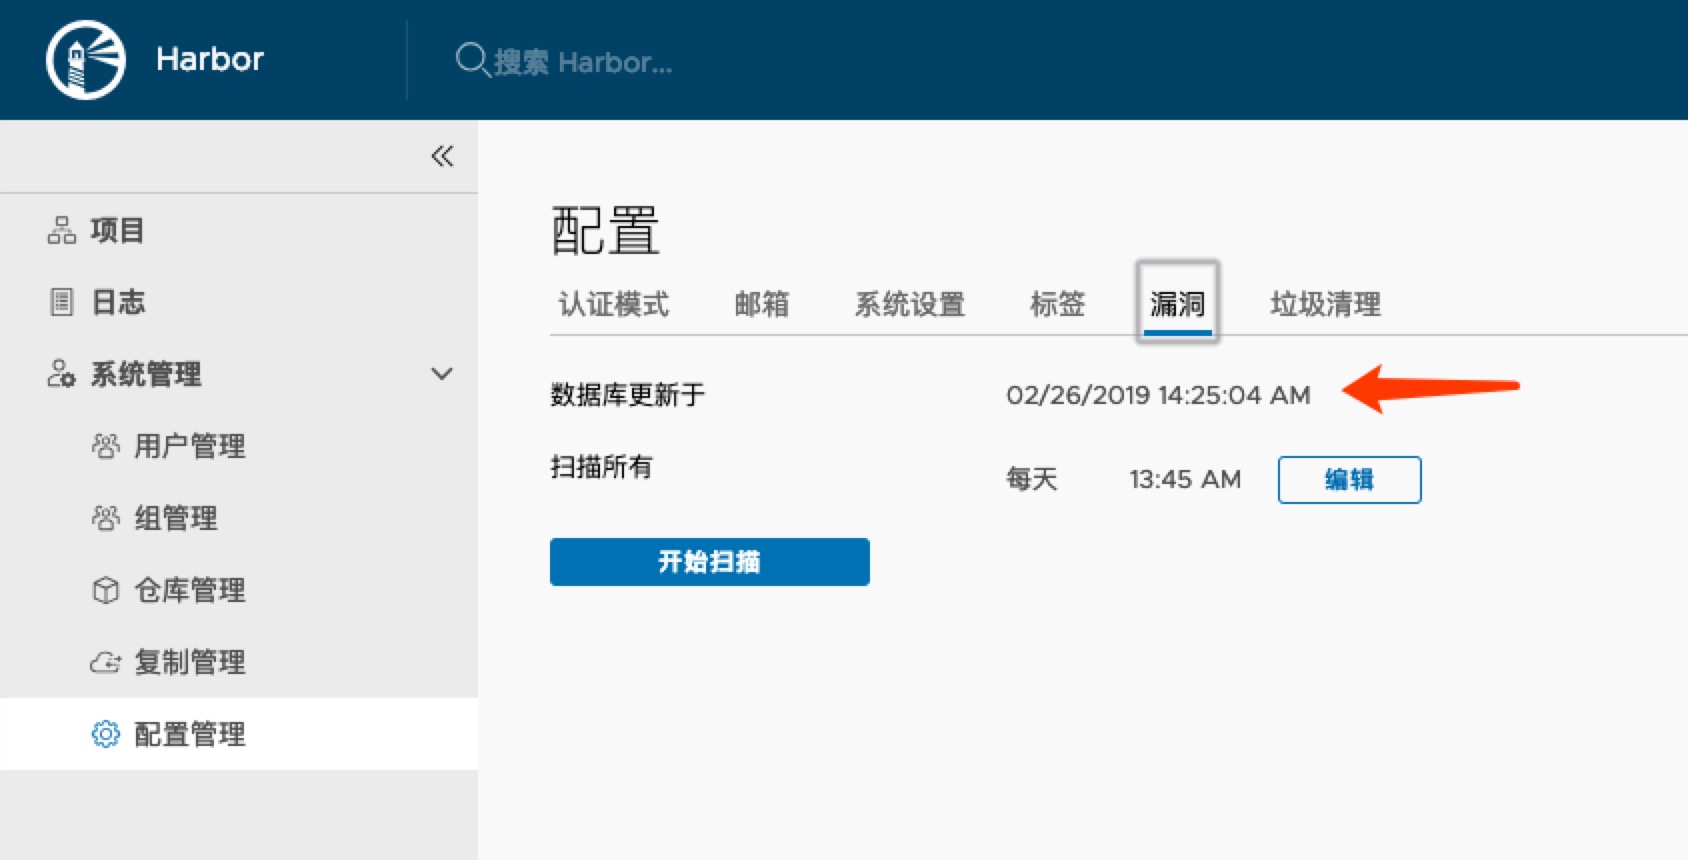 Harbor
搜索 Harbor...
项目
日志
系统管理
用户管理
组管理
仓库管理
复制管理
配置管理
配置
认证模式 邮箱 系统设置 标签 漏洞 垃圾清理
数据库更新于 02/26/2019 14:25:04 AM
扫描所有 每天 13:45 AM 编辑
开始扫描